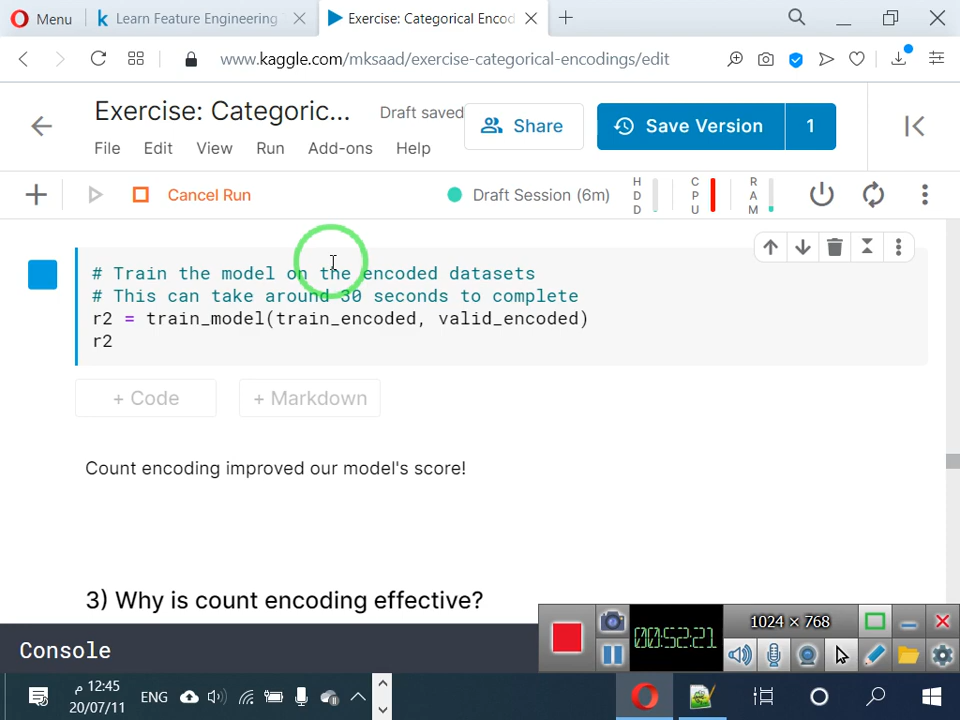 Menu
Learn Feature Engineering
Exercise: Categorical Encod
www.kaggle.com/mksaad/exercise-categorical-encodings/edit
Exercise: Categoric...
Draft saved
Share
Save Version
1
File Edit View Run Add-ons Help
Cancel Run
Draft Session (6m)
HDD
CPU
RAM
# Train the model on the encoded datasets
# This can take around 30 seconds to complete
r2 = train_model(train_encoded, valid_encoded)
r2
+ Code
+ Markdown
Count encoding improved our model's score!
3) Why is count encoding effective?
Console
1024 × 768
00:52:21
12:45 م
20/07/11
ENG